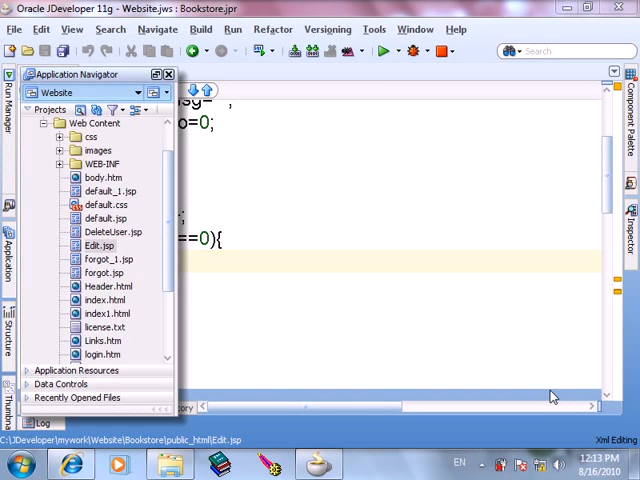 Oracle JDeveloper 11g - Website.jws : Bookstore.jpr
File Edit View Search Navigate Build Run Refactor Versioning Tools Window Help
Search
Application Navigator
Website
Projects
Web Content
css
images
WEB-INF
body.htm
default_1.jsp
default.css
default.jsp
DeleteUser.jsp
Edit.jsp
forgot_1.jsp
forgot.jsp
Header.html
index.html
index1.html
license.txt
Links.htm
login.htm
Application Resources
Data Controls
Recently Opened Files
o=0;
==0){
Run Manager
Application
Structure
Component Palette
Inspector
Log
C:\JDeveloper\mywork\Website\Bookstore\public_html\Edit.jsp
Xml Editing
EN
12:13 PM
8/16/2010